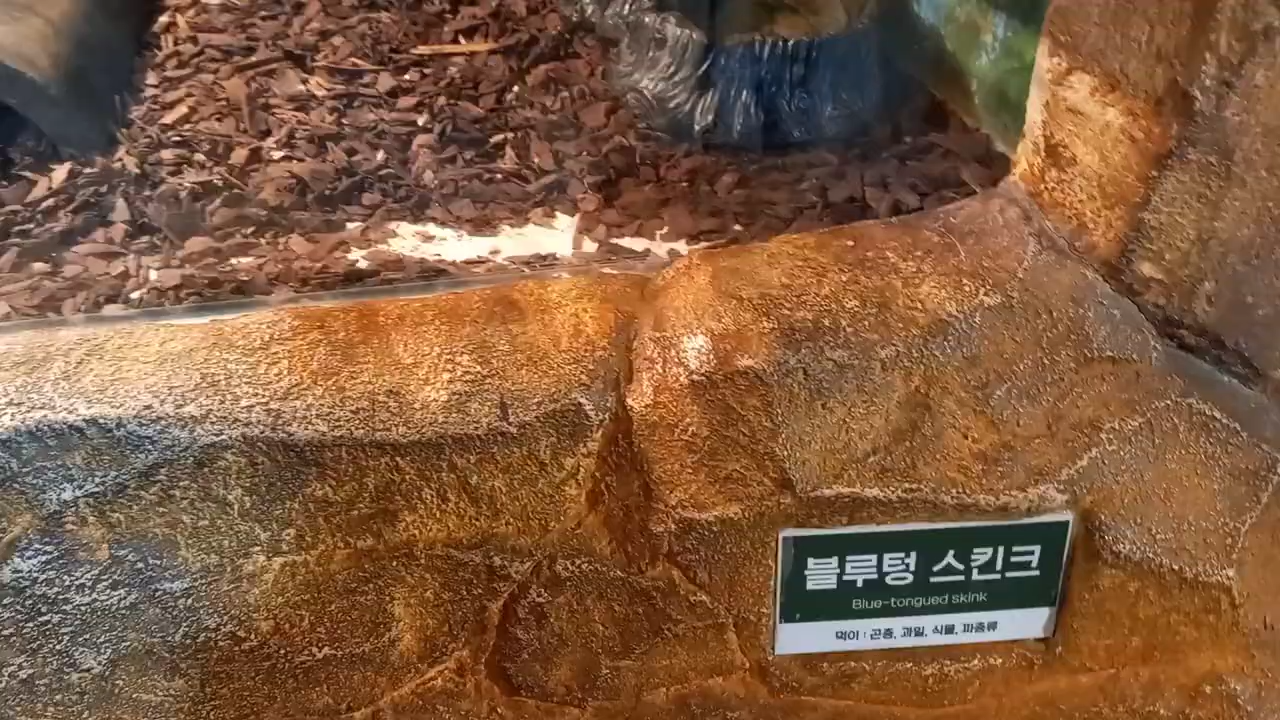 블루텅 스킨크
Blue-tongued skink
먹이 : 곤충, 과일, 식물, 파충류